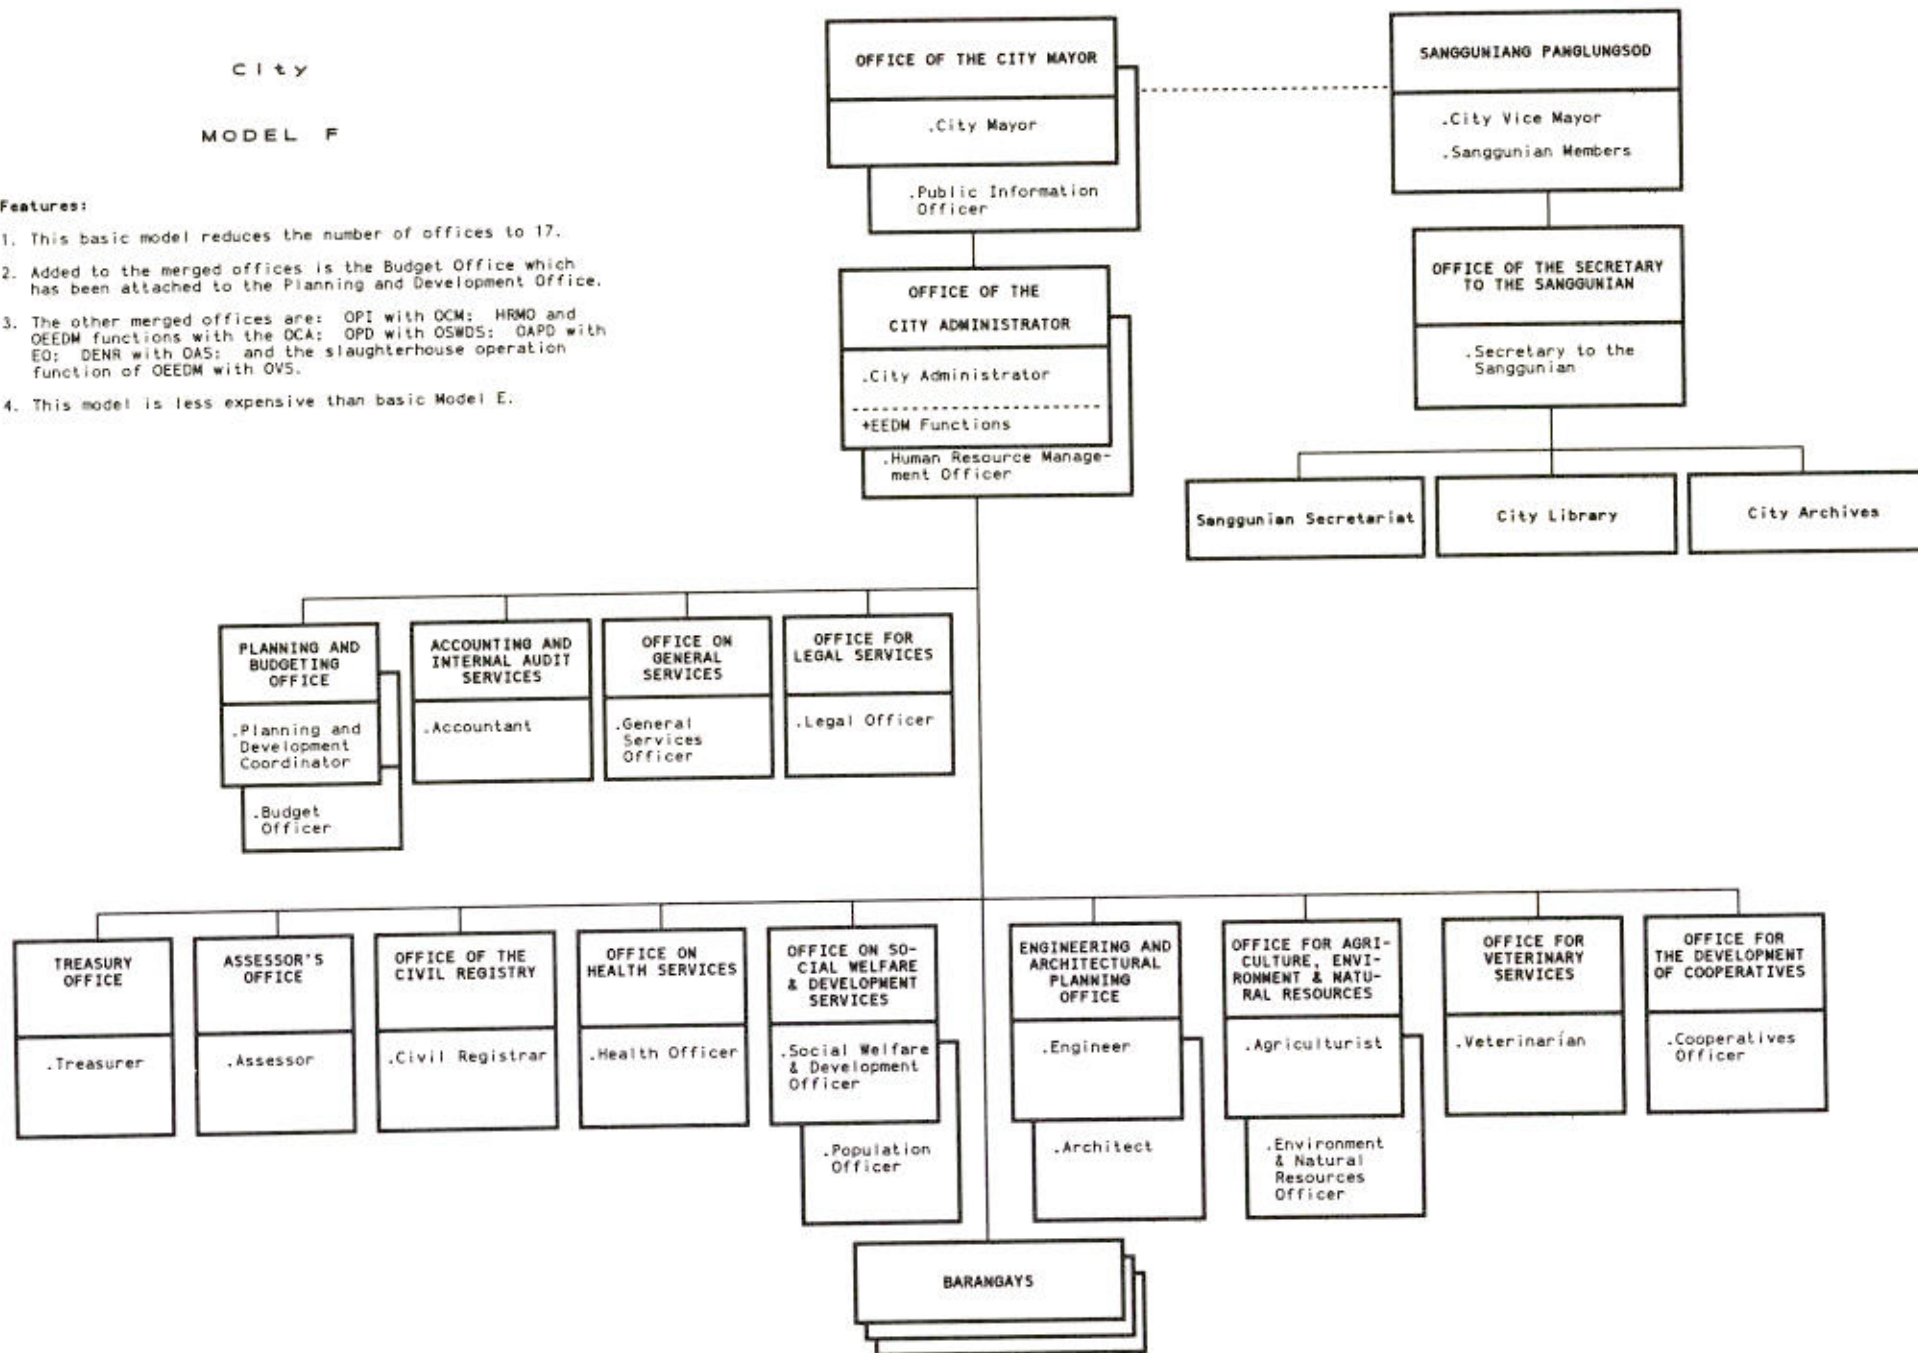 City
MODEL F
Features:
1. This basic model reduces the number of offices to 17.
2. Added to the merged offices is the Budget Office which
has been attached to the Planning and Development Office.
3. The other merged offices are: OPI with OCM; HRMO and
OEEDM functions with the OCA; OPD with OSWDS; OAPD with
EO; DENR with OAS; and the slaughterhouse operation
function of OEEDM with OVS.
4. This model is less expensive than basic Model E.
OFFICE OF THE CITY MAYOR
.City Mayor
.Public Information
Officer
SANGGUNIANG PANGLUNGSOD
.City Vice Mayor
.Sanggunian Members
OFFICE OF THE
CITY ADMINISTRATOR
.City Administrator
+EEDM Functions
.Human Resource Manage-
ment Officer
OFFICE OF THE SECRETARY
TO THE SANGGUNIAN
.Secretary to the
Sanggunian
Sanggunian Secretariat
City Library
City Archives
PLANNING AND
BUDGETING
OFFICE
.Planning and
Development
Coordinator
.Budget
Officer
ACCOUNTING AND
INTERNAL AUDIT
SERVICES
.Accountant
OFFICE ON
GENERAL
SERVICES
.General
Services
Officer
OFFICE FOR
LEGAL SERVICES
.Legal Officer
TREASURY
OFFICE
.Treasurer
ASSESSOR'S
OFFICE
.Assessor
OFFICE OF THE
CIVIL REGISTRY
.Civil Registrar
OFFICE ON
HEALTH SERVICES
.Health Officer
OFFICE ON SO-
CIAL WELFARE
& DEVELOPMENT
SERVICES
.Social Welfare
& Development
Officer
.Population
Officer
ENGINEERING AND
ARCHITECTURAL
PLANNING
OFFICE
.Engineer
.Architect
OFFICE FOR AGRI-
CULTURE, ENVI-
RONMENT & NATU-
RAL RESOURCES
.Agriculturist
.Environment
& Natural
Resources
Officer
OFFICE FOR
VETERINARY
SERVICES
.Veterinarian
OFFICE FOR
THE DEVELOPMENT
OF COOPERATIVES
.Cooperatives
Officer
BARANGAYS